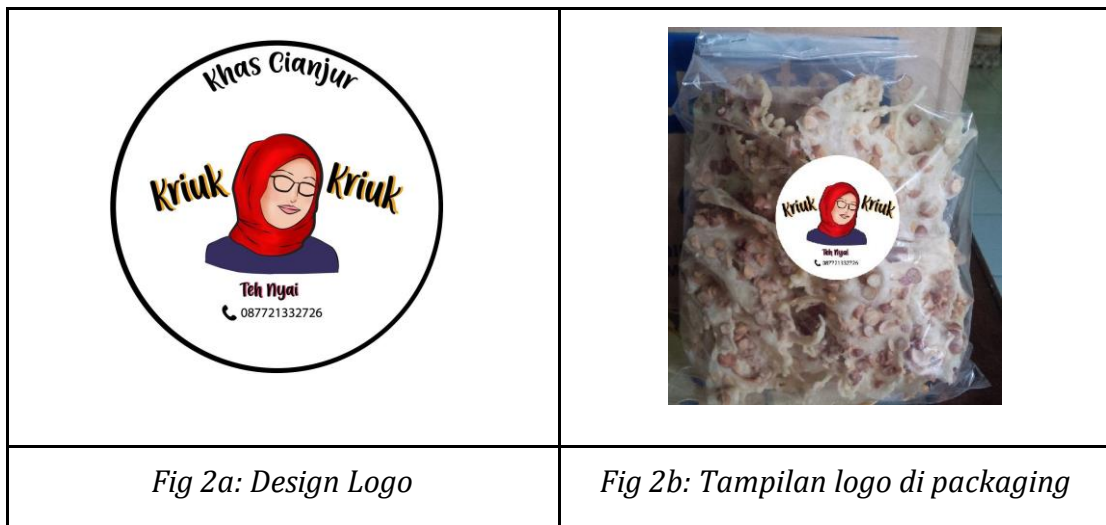 Khas Cianjur
Kriuk Kriuk
Teh Nyai
087721332726
Kriuk Kriuk
Teh Nyai
087721332726
Fig 2a: Design Logo
Fig 2b: Tampilan logo di packaging